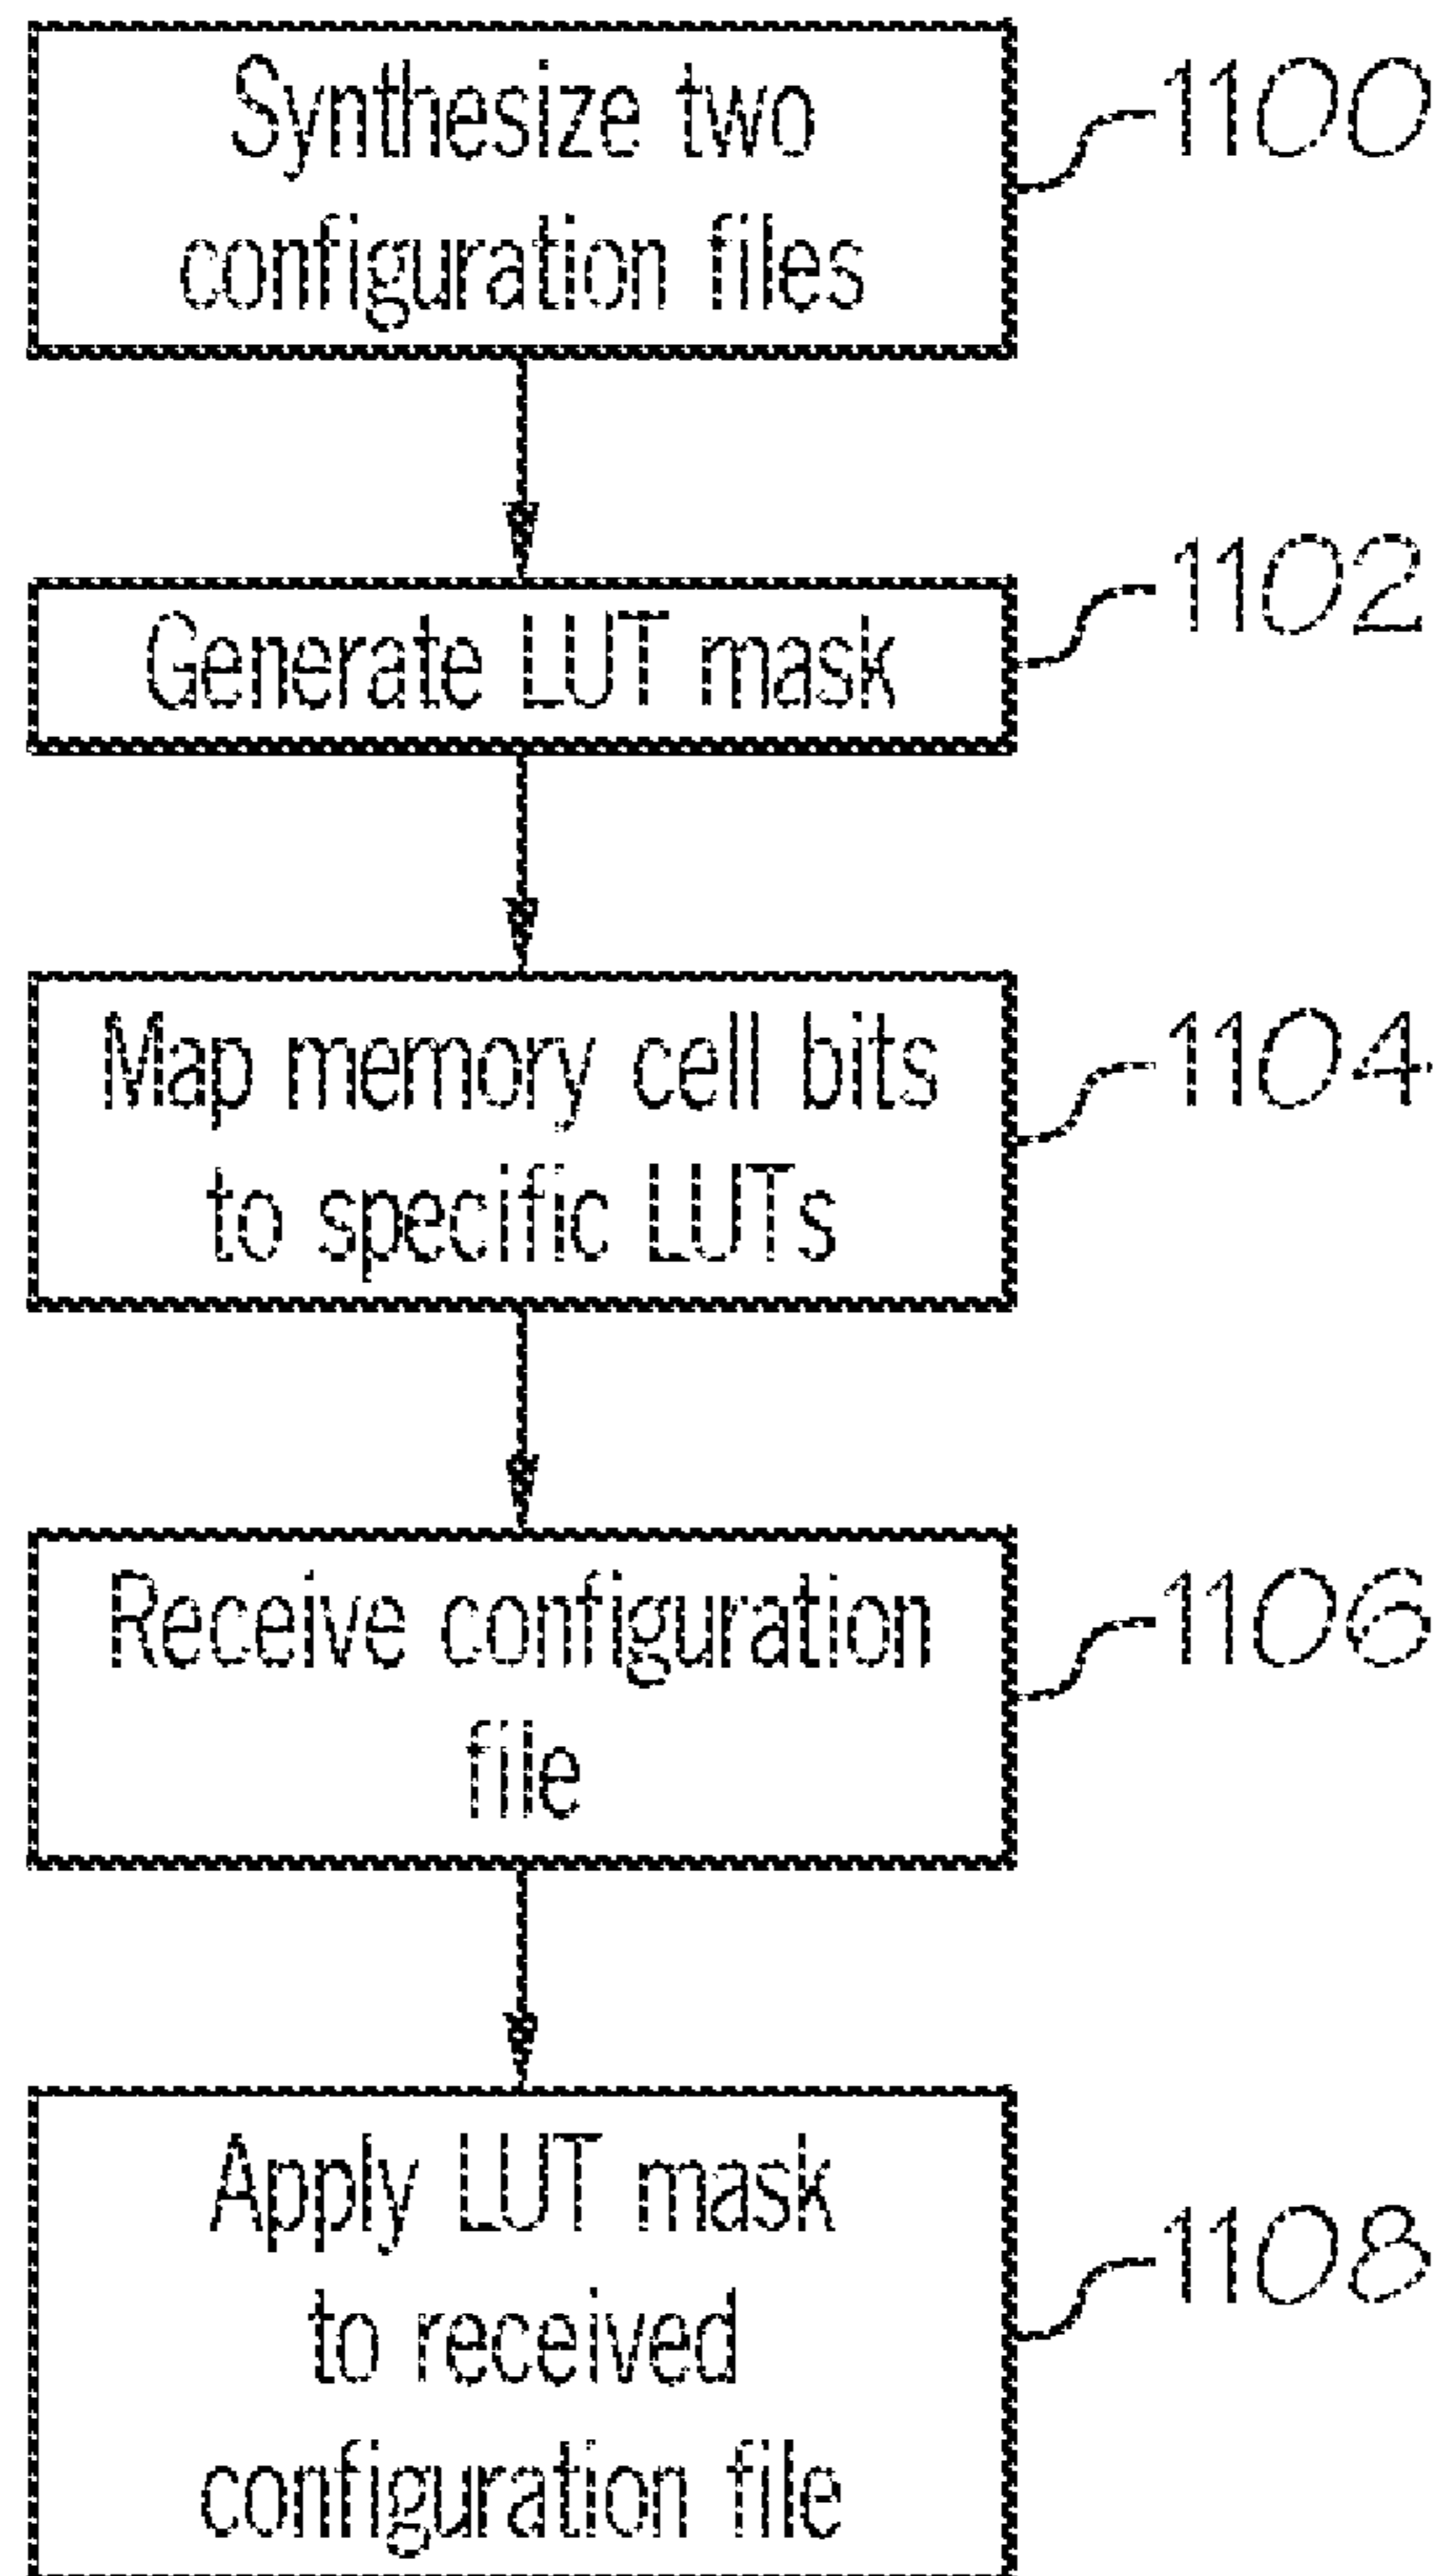 Synthesize two
configuration files
1100
Generate LUT mask
1102
Map memory cell bits
to specific LUTs
1104
Receive configuration
file
1106
Apply LUT mask
to received
configuration file
1108